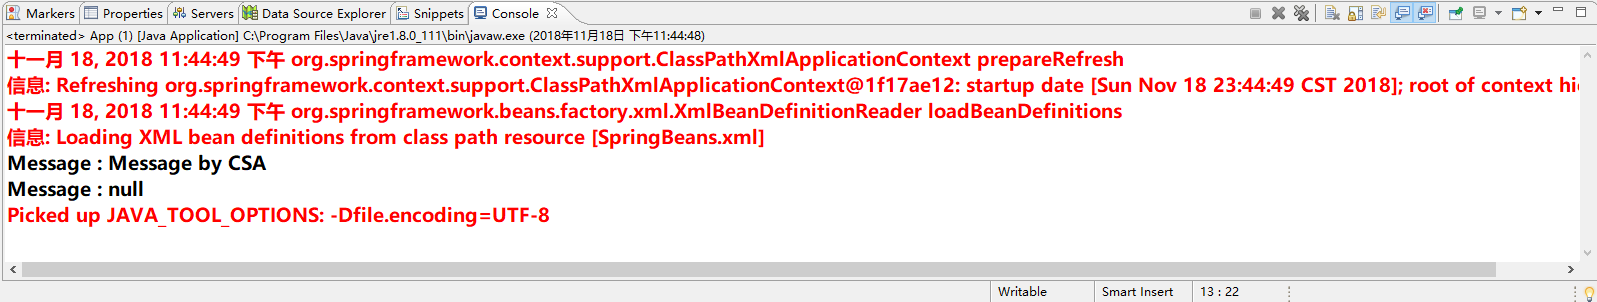 Markers Properties Servers Data Source Explorer Snippets Console
<terminated> App (1) [Java Application] C:\Program Files\Java\jre1.8.0_111\bin\javaw.exe (2018年11月18日 下午11:44:48)
十一月 18, 2018 11:44:49 下午 org.springframework.context.support.ClassPathXmlApplicationContext prepareRefresh
信息: Refreshing org.springframework.context.support.ClassPathXmlApplicationContext@1f17ae12: startup date [Sun Nov 18 23:44:49 CST 2018]; root of context hie
十一月 18, 2018 11:44:49 下午 org.springframework.beans.factory.xml.XmlBeanDefinitionReader loadBeanDefinitions
信息: Loading XML bean definitions from class path resource [SpringBeans.xml]
Message : Message by CSA
Message : null
Picked up JAVA_TOOL_OPTIONS: -Dfile.encoding=UTF-8
Writable Smart Insert 13 : 22